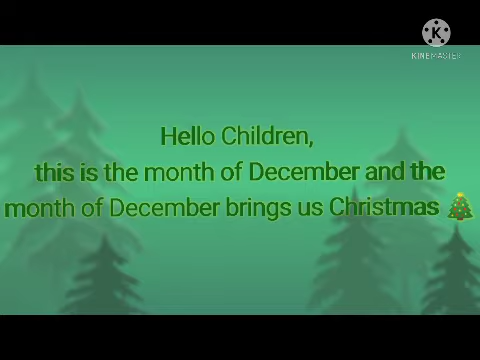 K
KINEMASTER
Hello Children,
this is the month of December and the
month of December brings us Christmas 🎄